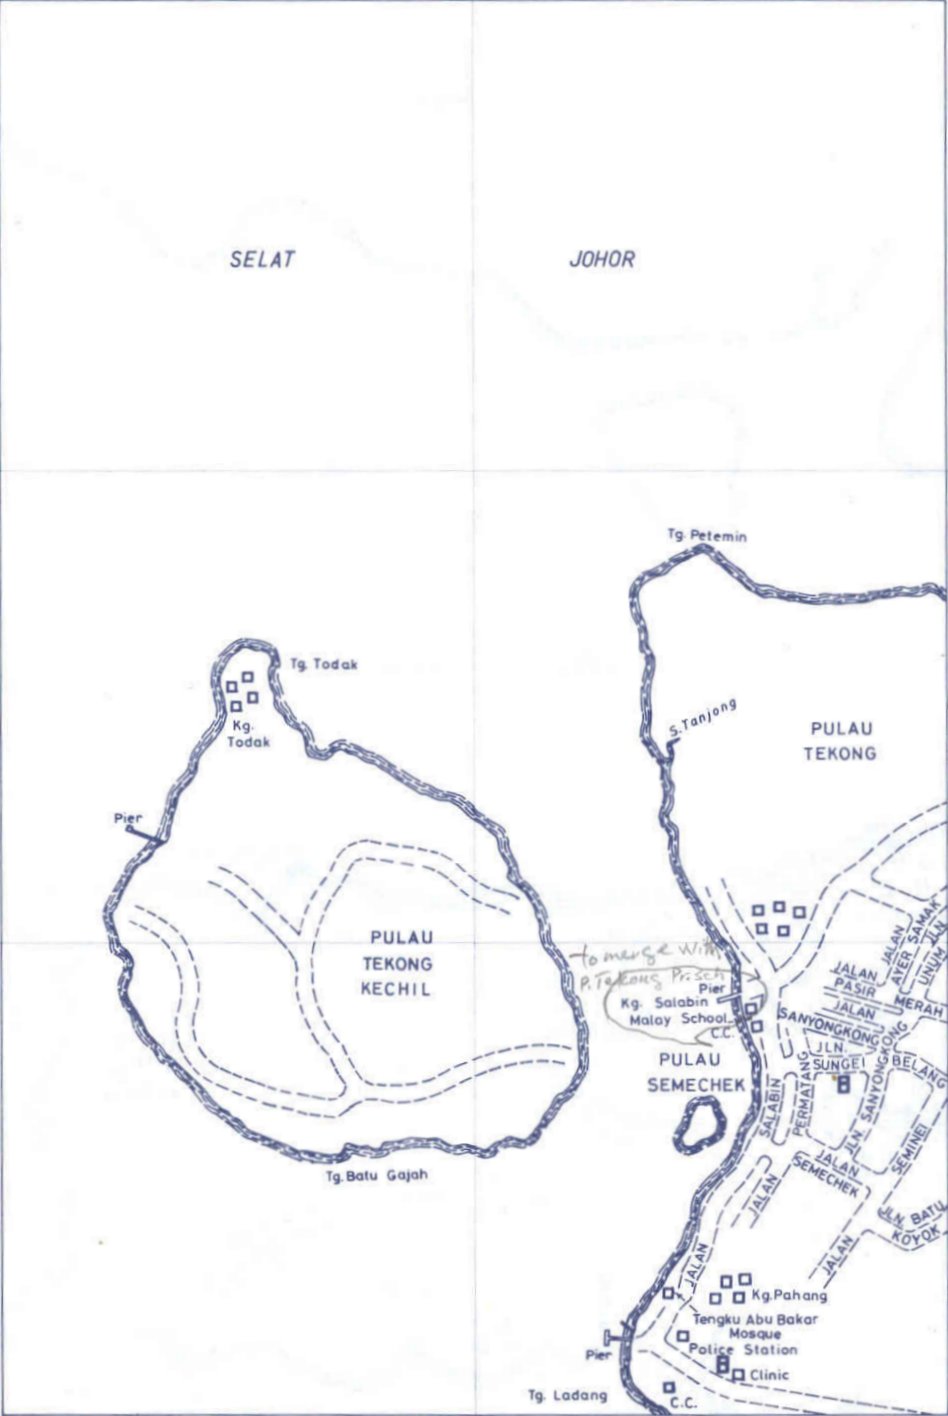 SELAT JOHOR
Tg. Petemin
Tg. Todak
Kg.
Todak
S. Tanjong
PULAU
TEKONG
Pier
PULAU
TEKONG
KECHIL
to merge with
P. Tekong Pri sch
Pier
Kg. Salabin
Malay School
C.C.
PULAU
SEMECHEK
JALAN
AYER SAMAK
JLN.
UNUM
JALAN
PASIR
MERAH
JALAN
SANYONGKONG
JLN.
SUNGEI BELANG
JLN. SANYONGKONG
PERMATANG
SALABIN
JALAN
SEMECHEK
SEMINEI
JALAN
JLN. BATU
KOYOK
JALAN
JALAN
Tg. Batu Gajah
Kg. Pahang
Tengku Abu Bakar
Mosque
Police Station
Pier
Clinic
Tg. Ladang
C.C.